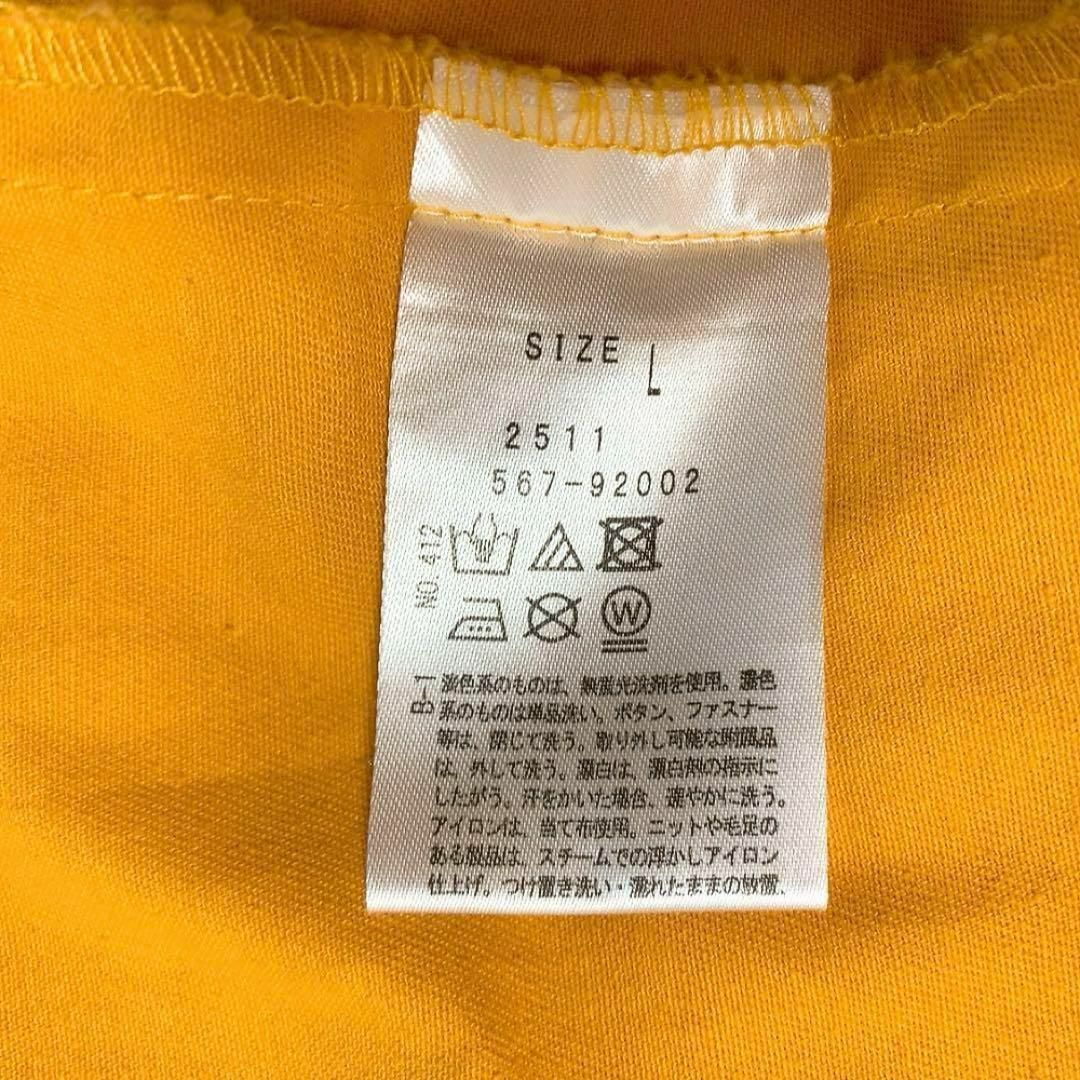 SIZE L
2511
567-92002
NO. 412
W
B-1
濃色系のものは、無蛍光洗剤を使用。濃色
系のものは単品洗い。ボタン、ファスナー
等は、閉じて洗う。取り外し可能な附属品
は、外して洗う。漂白は、漂白剤の指示に
したがう。汗をかいた場合、速やかに洗う。
アイロンは、当て布使用。ニットや毛足の
ある製品は、スチームでの浮かしアイロン
仕上げ。つけ置き洗い・濡れたままの放置、